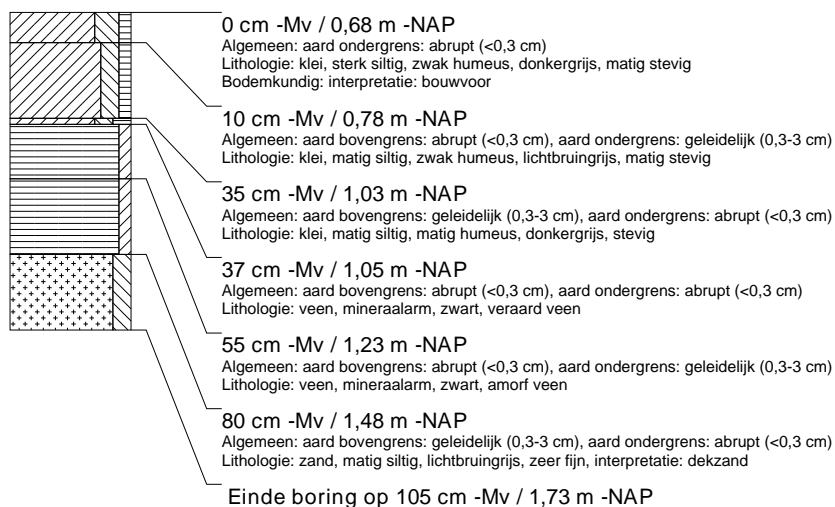 0 cm -Mv / 0,68 m -NAP
Algemeen: aard ondergrens: abrupt (<0,3 cm)
Lithologie: klei, sterk siltig, zwak humeus, donkergrijs, matig stevig
Bodemkundig: interpretatie: bouwvoor
10 cm -Mv / 0,78 m -NAP
Algemeen: aard bovengrens: abrupt (<0,3 cm), aard ondergrens: geleidelijk (0,3-3 cm)
Lithologie: klei, matig siltig, zwak humeus, lichtbruingrijs, matig stevig
35 cm -Mv / 1,03 m -NAP
Algemeen: aard bovengrens: geleidelijk (0,3-3 cm), aard ondergrens: abrupt (<0,3 cm)
Lithologie: klei, matig siltig, matig humeus, donkergrijs, stevig
37 cm -Mv / 1,05 m -NAP
Algemeen: aard bovengrens: abrupt (<0,3 cm), aard ondergrens: abrupt (<0,3 cm)
Lithologie: veen, mineraalarm, zwart, veraard veen
55 cm -Mv / 1,23 m -NAP
Algemeen: aard bovengrens: abrupt (<0,3 cm), aard ondergrens: geleidelijk (0,3-3 cm)
Lithologie: veen, mineraalarm, zwart, amorf veen
80 cm -Mv / 1,48 m -NAP
Algemeen: aard bovengrens: geleidelijk (0,3-3 cm), aard ondergrens: abrupt (<0,3 cm)
Lithologie: zand, matig siltig, lichtbruingrijs, zeer fijn, interpretatie: dekzand
Einde boring op 105 cm -Mv / 1,73 m -NAP